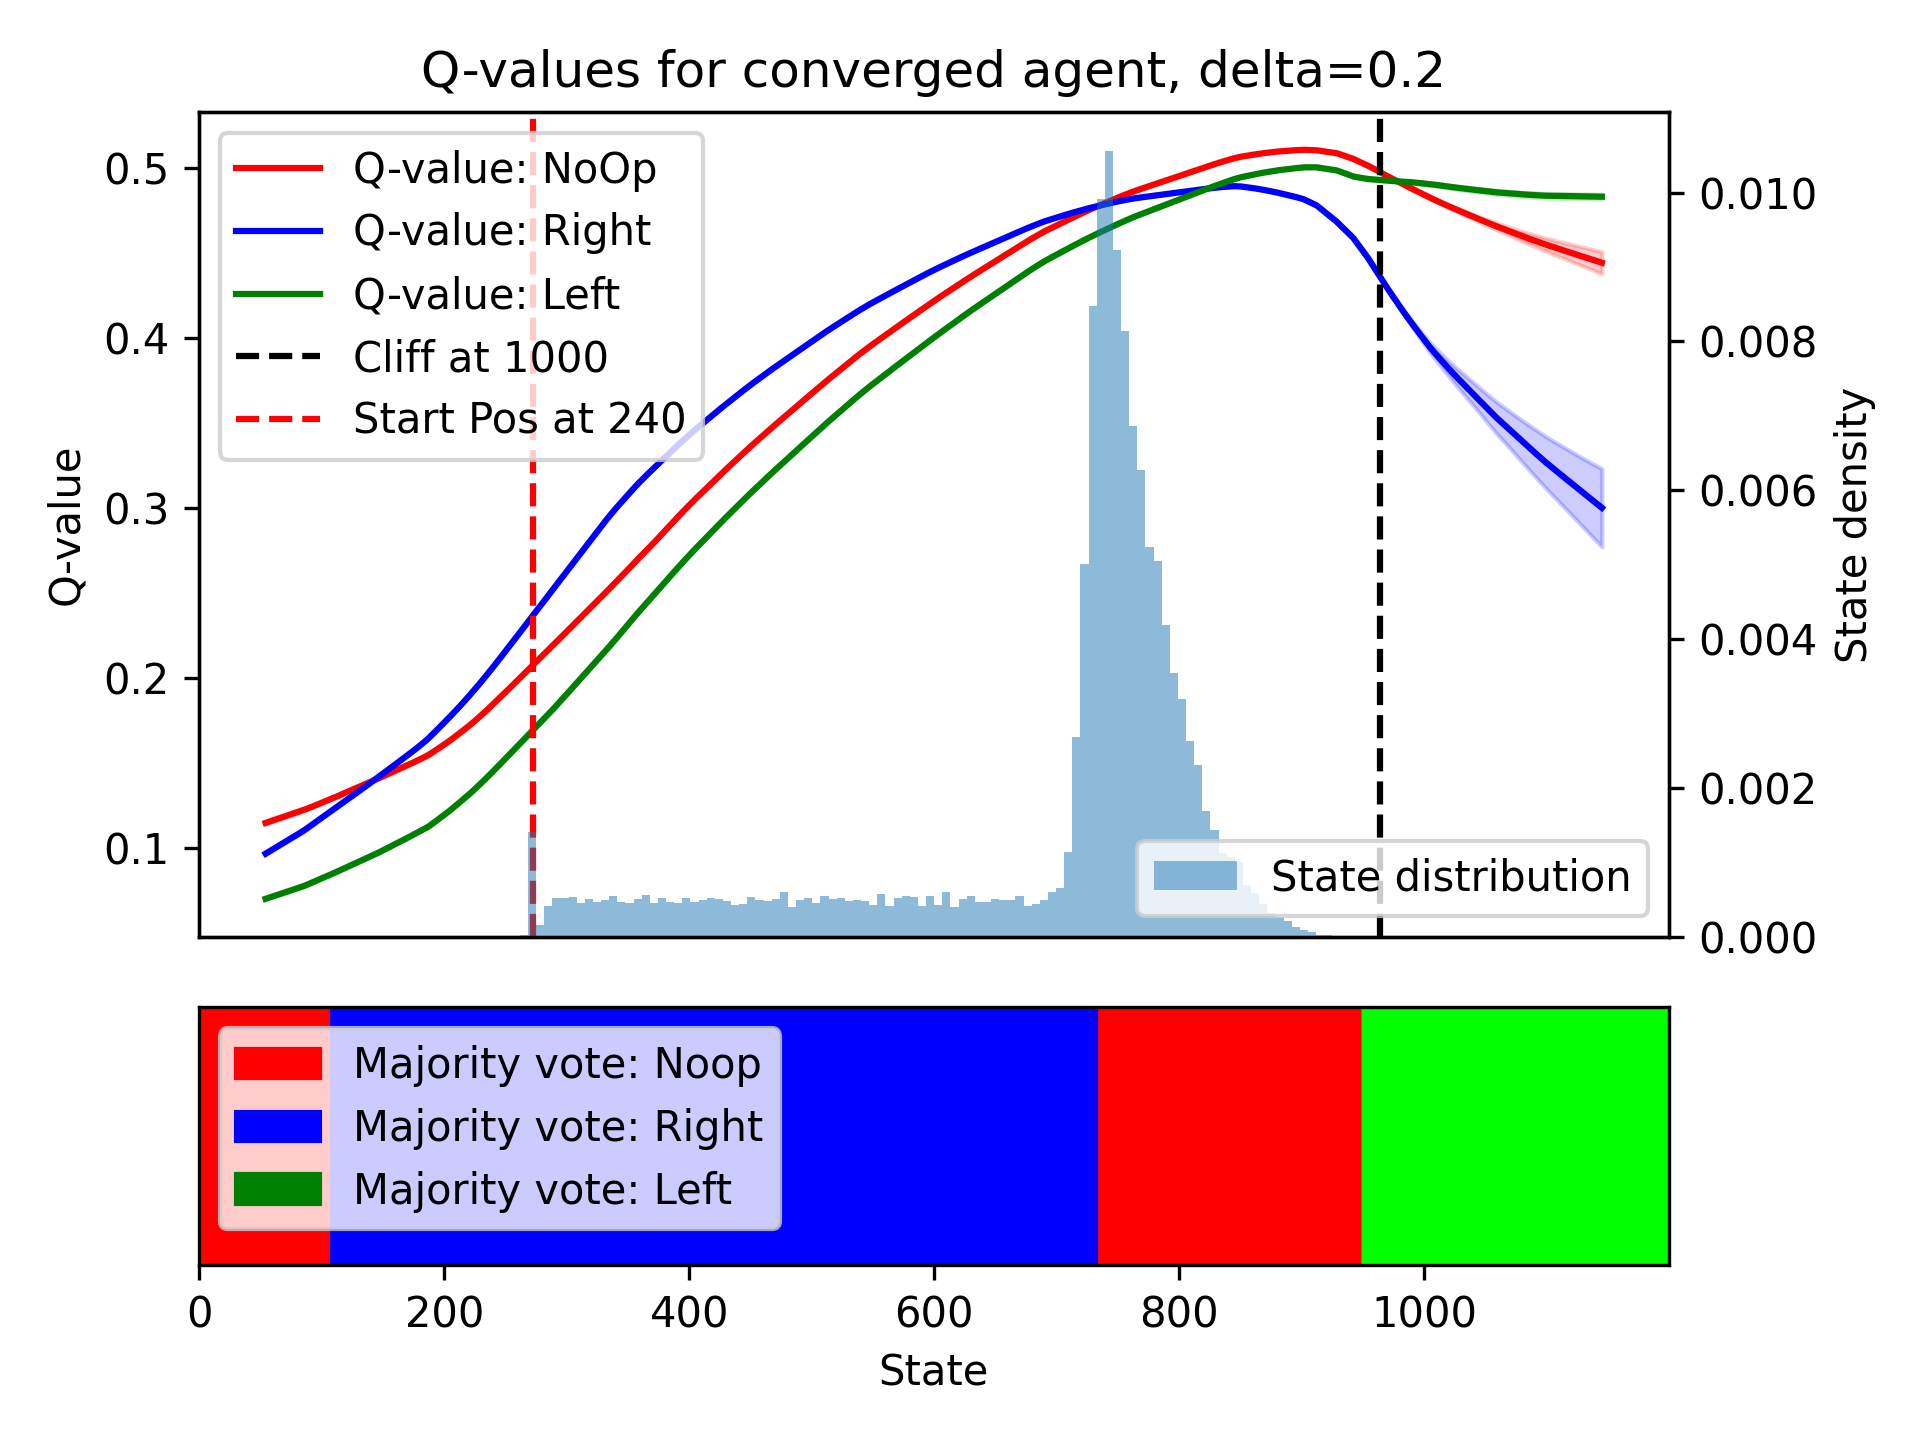 Q-values for converged agent, delta=0.2
Q-value: NoOp
Q-value: Right
Q-value: Left
Cliff at 1000
Start Pos at 240
0.5
0.4
0.3
0.2
0.1
Q-value
0.010
0.008
0.006
0.004
0.002
0.000
State density
State distribution
Majority vote: Noop
Majority vote: Right
Majority vote: Left
0 200 400 600 800 1000
State